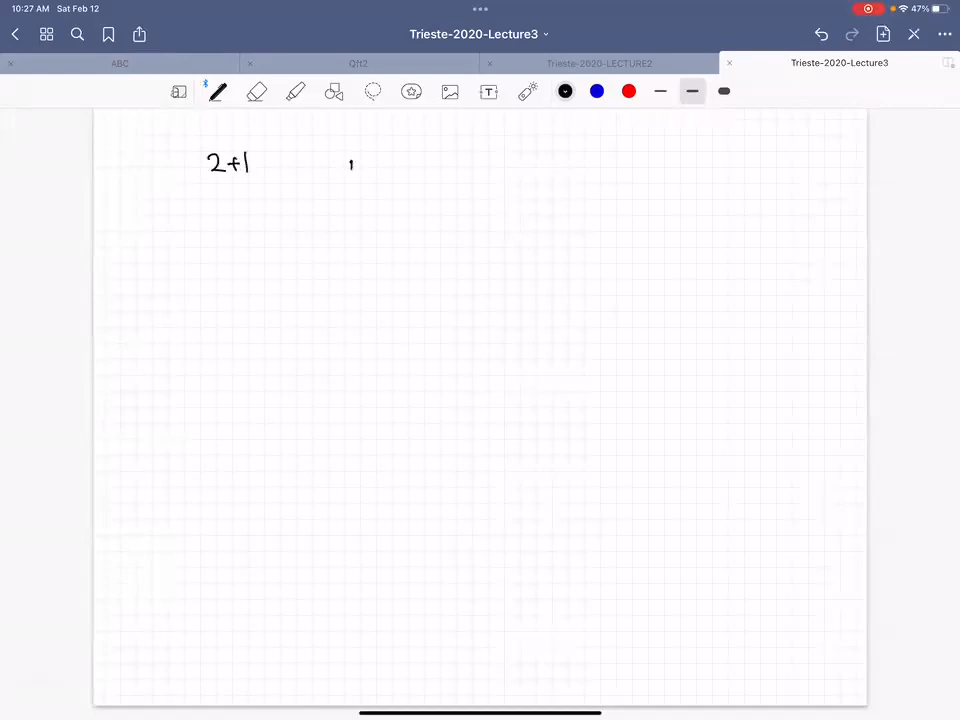 10:27 AM Sat Feb 12
47%
Trieste-2020-Lecture3
ABC
Qft2
Trieste-2020-LECTURE2
Trieste-2020-Lecture3
2+1